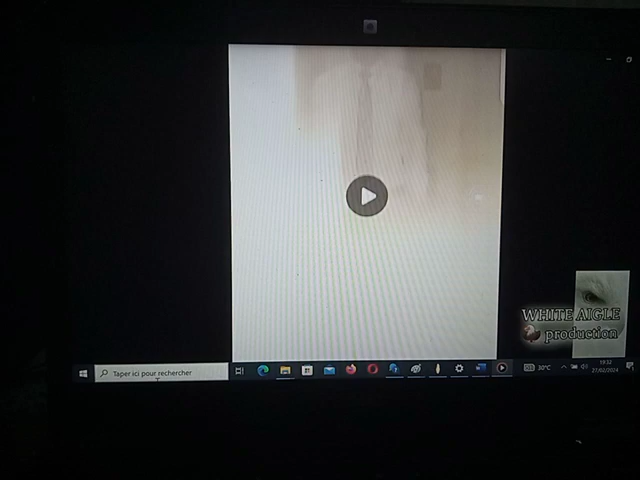 WHITE AIGLE
production
Taper ici pour rechercher
30°C
19:32
27/02/2024